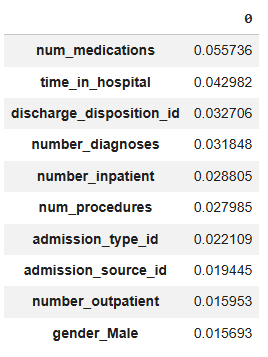 0
num_medications 0.055736
time_in_hospital 0.042982
discharge_disposition_id 0.032706
number_diagnoses 0.031848
number_inpatient 0.028805
num_procedures 0.027985
admission_type_id 0.022109
admission_source_id 0.019445
number_outpatient 0.015953
gender_Male 0.015693